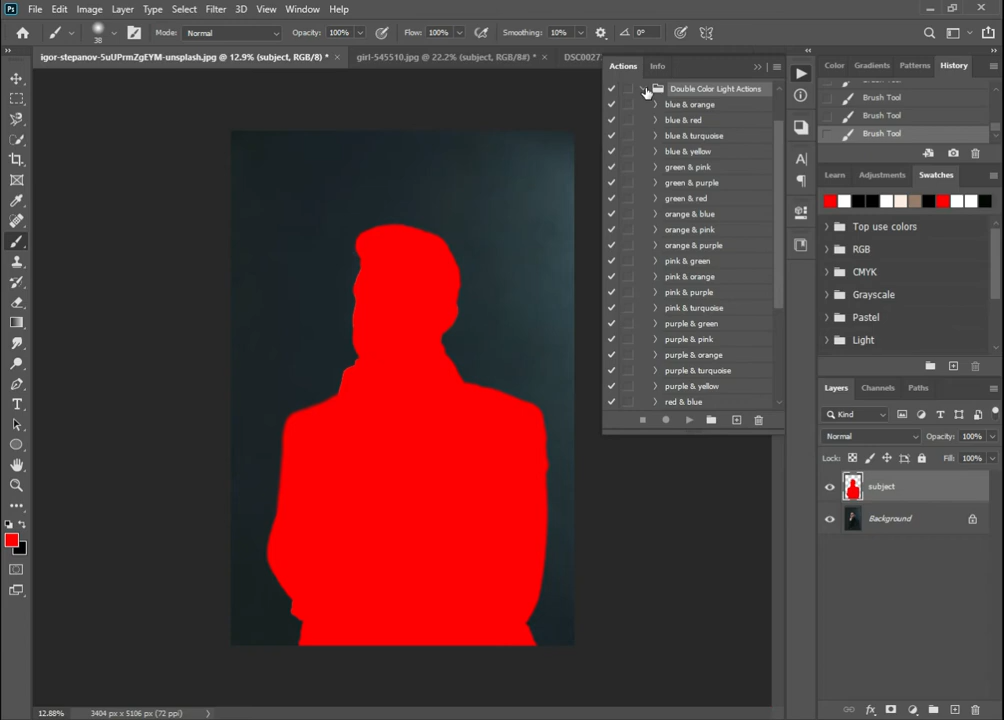 Ps File Edit Image Layer Type Select Filter 3D View Window Help
38 Mode: Normal Opacity: 100% Flow: 100% Smoothing: 10% 0°
igor-stepanov-5uUPrmZgEYM-unsplash.jpg @ 12.9% (subject, RGB/8) * × girl-545510.jpg @ 22.2% (subject, RGB/8#) * × DSC0027
Actions Info
Double Color Light Actions
blue & orange
blue & red
blue & turquoise
blue & yellow
green & pink
green & purple
green & red
orange & blue
orange & pink
orange & purple
pink & green
pink & orange
pink & purple
pink & turquoise
purple & green
purple & pink
purple & orange
purple & turquoise
purple & yellow
red & blue
Color Gradients Patterns History
Brush Tool
Brush Tool
Brush Tool
Learn Adjustments Swatches
Top use colors
RGB
CMYK
Grayscale
Pastel
Light
Layers Channels Paths
Kind
Normal Opacity: 100%
Lock: Fill: 100%
subject
Background
12.88% 3404 px x 5106 px (72 ppi)